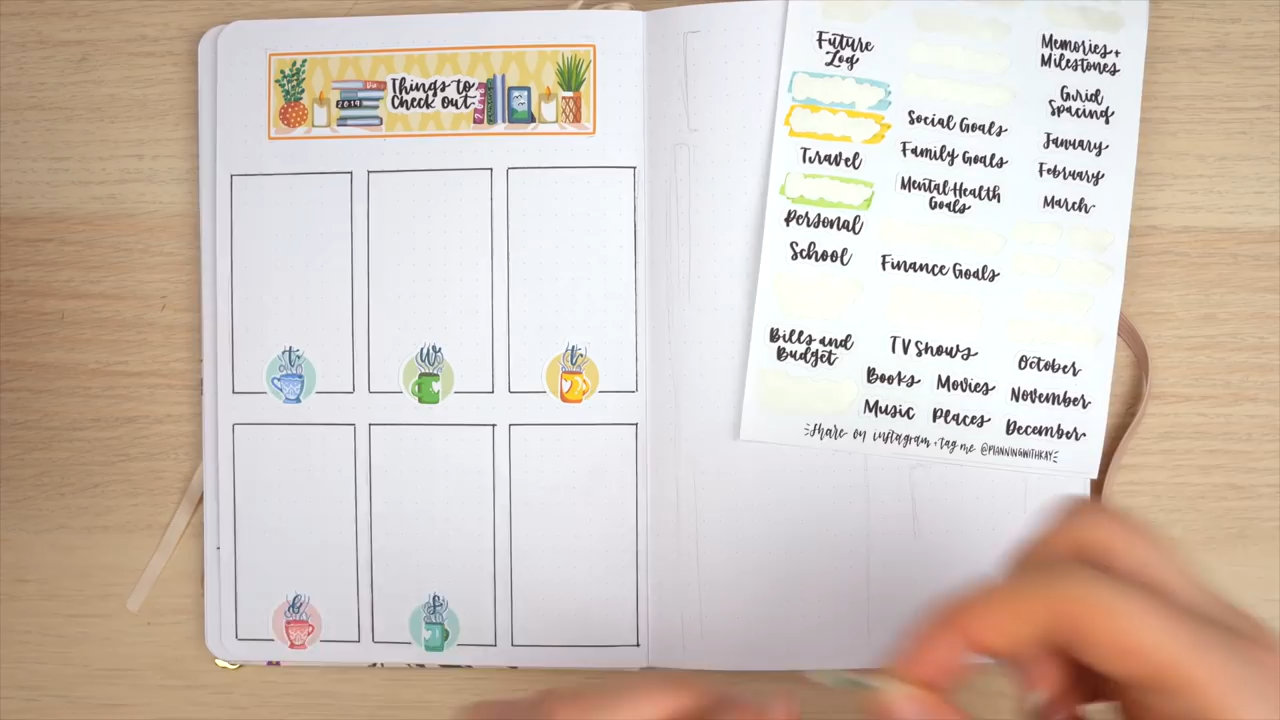 Things to
Check out
2019
t
w
t
f
Future
Log
Travel
Personal
School
Bills and
Budget
Social Goals
Family Goals
Mental Health
Goals
Finance Goals
TV Shows
Books
Movies
Music
Places
Memories +
Milestones
Grid
Spacing
January
February
March
October
November
December
Share on instagram + tag me @PLANNINGWITHKAY